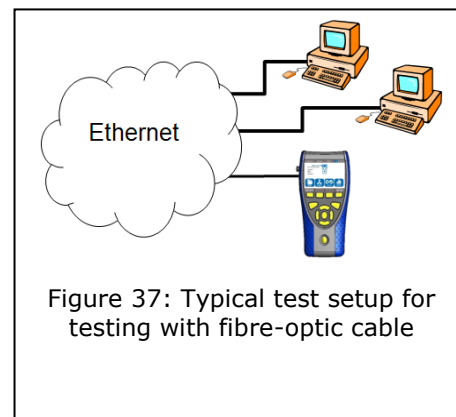 Ethernet
Figure 37: Typical test setup for
testing with fibre-optic cable